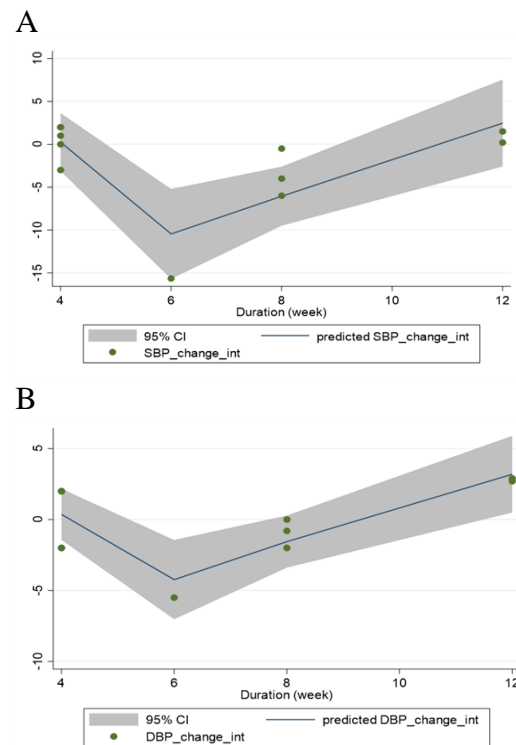 A
10
5
0
-5
-10
-15
4 6 8 10 12
Duration (week)
95% CI predicted SBP_change_int
SBP_change_int
B
5
0
-5
-10
4 6 8 10 12
Duration (week)
95% CI predicted DBP_change_int
DBP_change_int